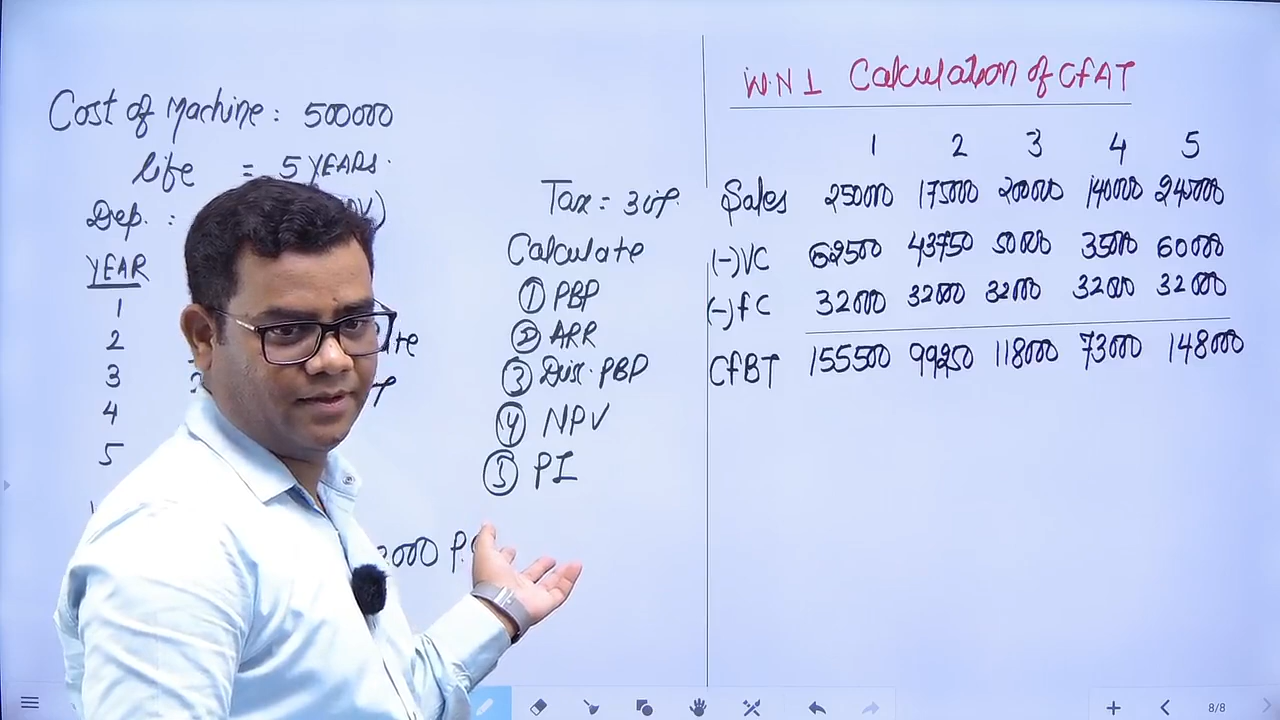 Cost of Machine: 500000
life = 5 YEARS.
Dep. :
YEAR
1
2
3
4
5
Tax = 30%
Calculate
① PBP
② ARR
③ Disc. PBP
④ NPV
⑤ PI
W.N 1 Calculation of CfAT
1 2 3 4 5
Sales 250000 175000 200000 140000 240000
(-) VC 62500 43750 50000 35000 60000
(-) fC 32000 32000 32000 32000 32000
CfBT 155500 99250 118000 73000 148000
8/8